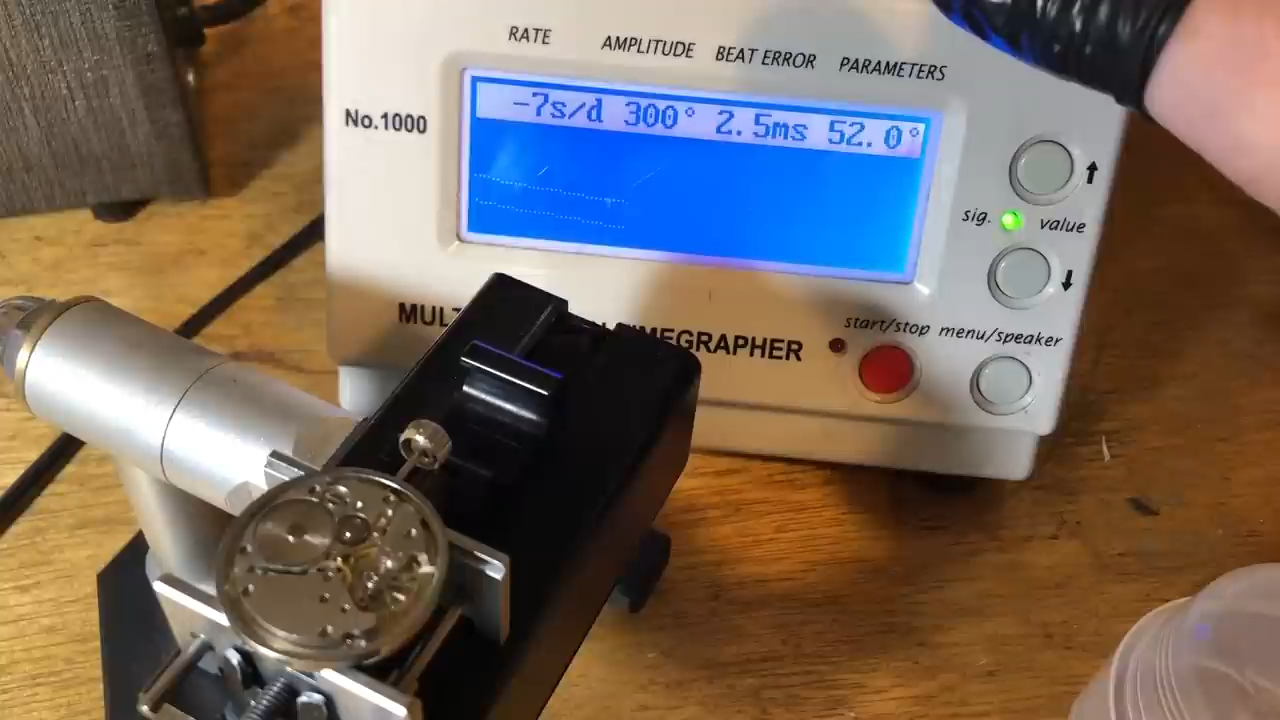 RATE AMPLITUDE BEAT ERROR PARAMETERS
-7s/d 300° 2.5ms 52.0°
No.1000
sig. value
start/stop menu/speaker